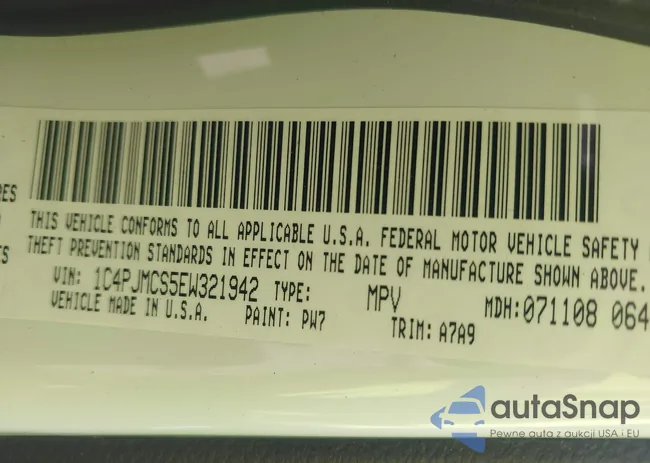 RES
THIS VEHICLE CONFORMS TO ALL APPLICABLE U.S.A. FEDERAL MOTOR VEHICLE SAFETY
THEFT PREVENTION STANDARDS IN EFFECT ON THE DATE OF MANUFACTURE SHOWN ABOVE.
ES
VIN: 1C4PJMCS5EW321942 TYPE: MPV MDH: 071108 064
VEHICLE MADE IN U.S.A. PAINT: PW7 TRIM: A7A9
autaSnap
Pewne auta z aukcji USA i EU